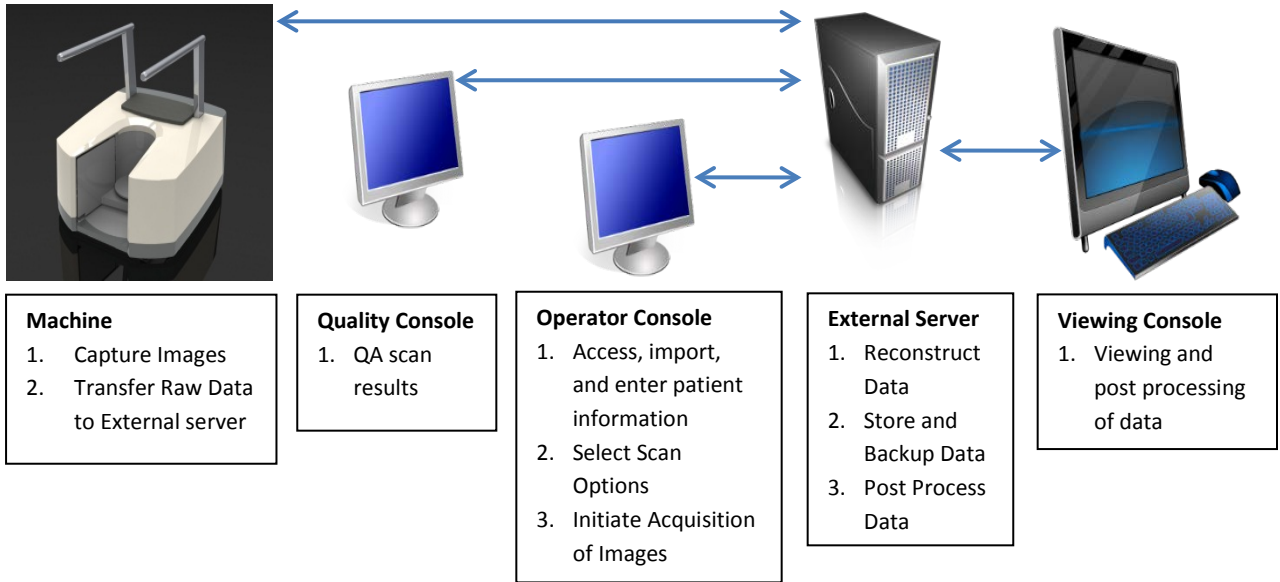 Machine
1. Capture Images
2. Transfer Raw Data
to External server
Quality Console
1. QA scan
results
Operator Console
1. Access, import,
and enter patient
information
2. Select Scan
Options
3. Initiate Acquisition
of Images
External Server
1. Reconstruct
Data
2. Store and
Backup Data
3. Post Process
Data
Viewing Console
1. Viewing and
post processing
of data